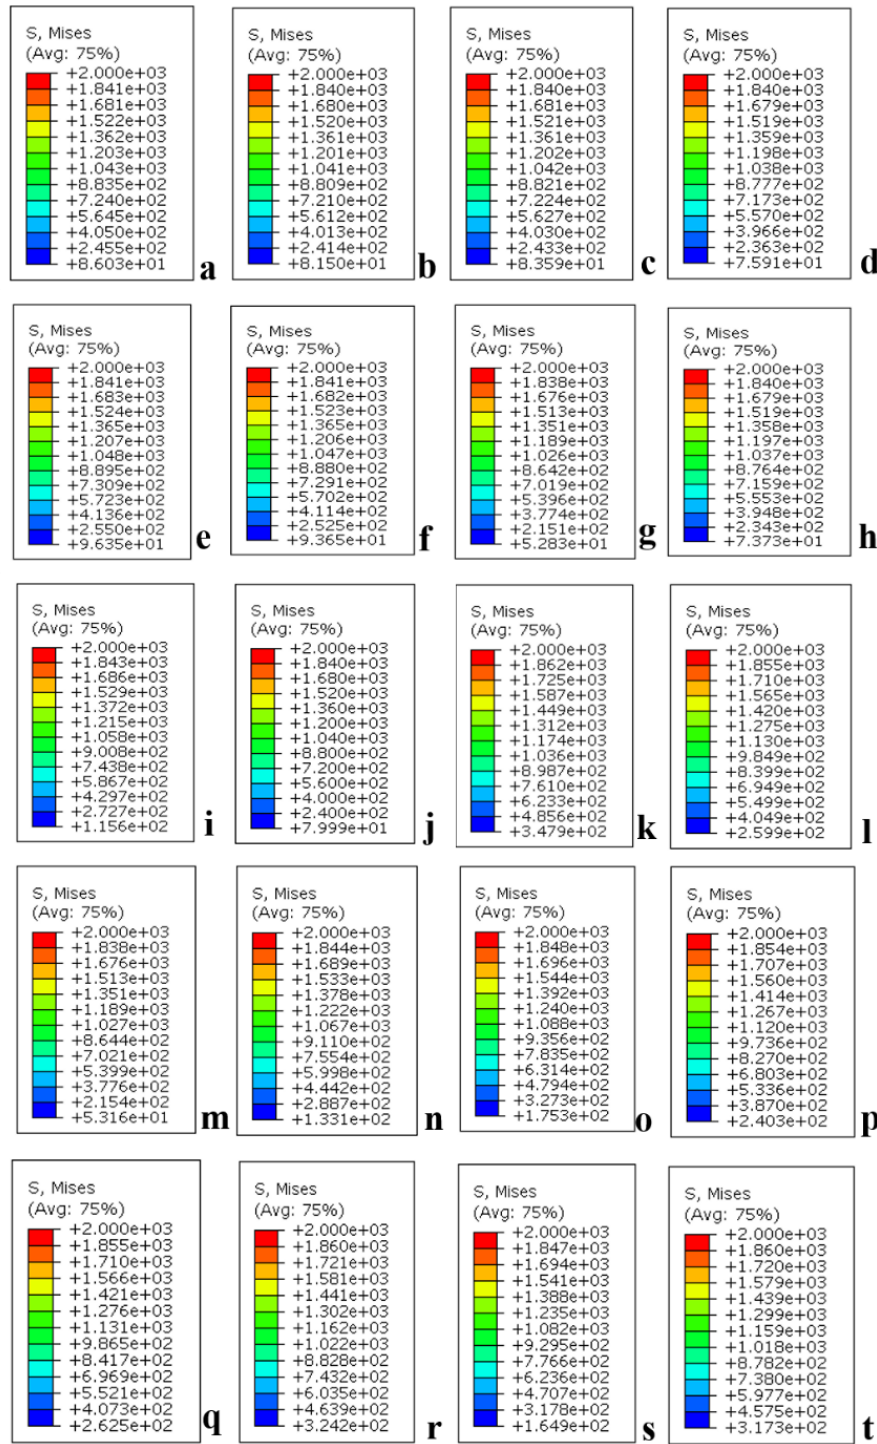 S, Mises
(Avg: 75%)
+2.000e+03
+1.841e+03
+1.681e+03
+1.522e+03
+1.362e+03
+1.203e+03
+1.043e+03
+8.835e+02
+7.240e+02
+5.645e+02
+4.050e+02
+2.455e+02
+8.603e+01
a
S, Mises
(Avg: 75%)
+2.000e+03
+1.840e+03
+1.680e+03
+1.520e+03
+1.361e+03
+1.201e+03
+1.041e+03
+8.809e+02
+7.210e+02
+5.612e+02
+4.013e+02
+2.414e+02
+8.150e+01
b
S, Mises
(Avg: 75%)
+2.000e+03
+1.840e+03
+1.681e+03
+1.521e+03
+1.361e+03
+1.202e+03
+1.042e+03
+8.821e+02
+7.224e+02
+5.627e+02
+4.030e+02
+2.433e+02
+8.359e+01
c
S, Mises
(Avg: 75%)
+2.000e+03
+1.840e+03
+1.679e+03
+1.519e+03
+1.359e+03
+1.198e+03
+1.038e+03
+8.777e+02
+7.173e+02
+5.570e+02
+3.966e+02
+2.363e+02
+7.591e+01
d
S, Mises
(Avg: 75%)
+2.000e+03
+1.841e+03
+1.683e+03
+1.524e+03
+1.365e+03
+1.207e+03
+1.048e+03
+8.895e+02
+7.309e+02
+5.723e+02
+4.136e+02
+2.550e+02
+9.635e+01
e
S, Mises
(Avg: 75%)
+2.000e+03
+1.841e+03
+1.682e+03
+1.523e+03
+1.365e+03
+1.206e+03
+1.047e+03
+8.880e+02
+7.291e+02
+5.702e+02
+4.114e+02
+2.525e+02
+9.365e+01
f
S, Mises
(Avg: 75%)
+2.000e+03
+1.838e+03
+1.676e+03
+1.513e+03
+1.351e+03
+1.189e+03
+1.026e+03
+8.642e+02
+7.019e+02
+5.396e+02
+3.774e+02
+2.151e+02
+5.283e+01
g
S, Mises
(Avg: 75%)
+2.000e+03
+1.840e+03
+1.679e+03
+1.519e+03
+1.358e+03
+1.197e+03
+1.037e+03
+8.764e+02
+7.159e+02
+5.553e+02
+3.948e+02
+2.343e+02
+7.373e+01
h
S, Mises
(Avg: 75%)
+2.000e+03
+1.843e+03
+1.686e+03
+1.529e+03
+1.372e+03
+1.215e+03
+1.058e+03
+9.008e+02
+7.438e+02
+5.867e+02
+4.297e+02
+2.727e+02
+1.156e+02
i
S, Mises
(Avg: 75%)
+2.000e+03
+1.840e+03
+1.680e+03
+1.520e+03
+1.360e+03
+1.200e+03
+1.040e+03
+8.800e+02
+7.200e+02
+5.600e+02
+4.000e+02
+2.400e+02
+7.999e+01
j
S, Mises
(Avg: 75%)
+2.000e+03
+1.862e+03
+1.725e+03
+1.587e+03
+1.449e+03
+1.312e+03
+1.174e+03
+1.036e+03
+8.987e+02
+7.610e+02
+6.233e+02
+4.856e+02
+3.479e+02
k
S, Mises
(Avg: 75%)
+2.000e+03
+1.855e+03
+1.710e+03
+1.565e+03
+1.420e+03
+1.275e+03
+1.130e+03
+9.849e+02
+8.399e+02
+6.949e+02
+5.499e+02
+4.049e+02
+2.599e+02
l
S, Mises
(Avg: 75%)
+2.000e+03
+1.838e+03
+1.676e+03
+1.513e+03
+1.351e+03
+1.189e+03
+1.027e+03
+8.644e+02
+7.021e+02
+5.399e+02
+3.776e+02
+2.154e+02
+5.316e+01
m
S, Mises
(Avg: 75%)
+2.000e+03
+1.844e+03
+1.689e+03
+1.533e+03
+1.378e+03
+1.222e+03
+1.067e+03
+9.110e+02
+7.554e+02
+5.998e+02
+4.442e+02
+2.887e+02
+1.331e+02
n
S, Mises
(Avg: 75%)
+2.000e+03
+1.848e+03
+1.696e+03
+1.544e+03
+1.392e+03
+1.240e+03
+1.088e+03
+9.356e+02
+7.835e+02
+6.314e+02
+4.794e+02
+3.273e+02
+1.753e+02
o
S, Mises
(Avg: 75%)
+2.000e+03
+1.854e+03
+1.707e+03
+1.560e+03
+1.414e+03
+1.267e+03
+1.120e+03
+9.736e+02
+8.270e+02
+6.803e+02
+5.336e+02
+3.870e+02
+2.403e+02
p
S, Mises
(Avg: 75%)
+2.000e+03
+1.855e+03
+1.710e+03
+1.566e+03
+1.421e+03
+1.276e+03
+1.131e+03
+9.865e+02
+8.417e+02
+6.969e+02
+5.521e+02
+4.073e+02
+2.625e+02
q
S, Mises
(Avg: 75%)
+2.000e+03
+1.860e+03
+1.721e+03
+1.581e+03
+1.441e+03
+1.302e+03
+1.162e+03
+1.022e+03
+8.828e+02
+7.432e+02
+6.035e+02
+4.639e+02
+3.242e+02
r
S, Mises
(Avg: 75%)
+2.000e+03
+1.847e+03
+1.694e+03
+1.541e+03
+1.388e+03
+1.235e+03
+1.082e+03
+9.295e+02
+7.766e+02
+6.236e+02
+4.707e+02
+3.178e+02
+1.649e+02
s
S, Mises
(Avg: 75%)
+2.000e+03
+1.860e+03
+1.720e+03
+1.579e+03
+1.439e+03
+1.299e+03
+1.159e+03
+1.018e+03
+8.782e+02
+7.380e+02
+5.977e+02
+4.575e+02
+3.173e+02
t